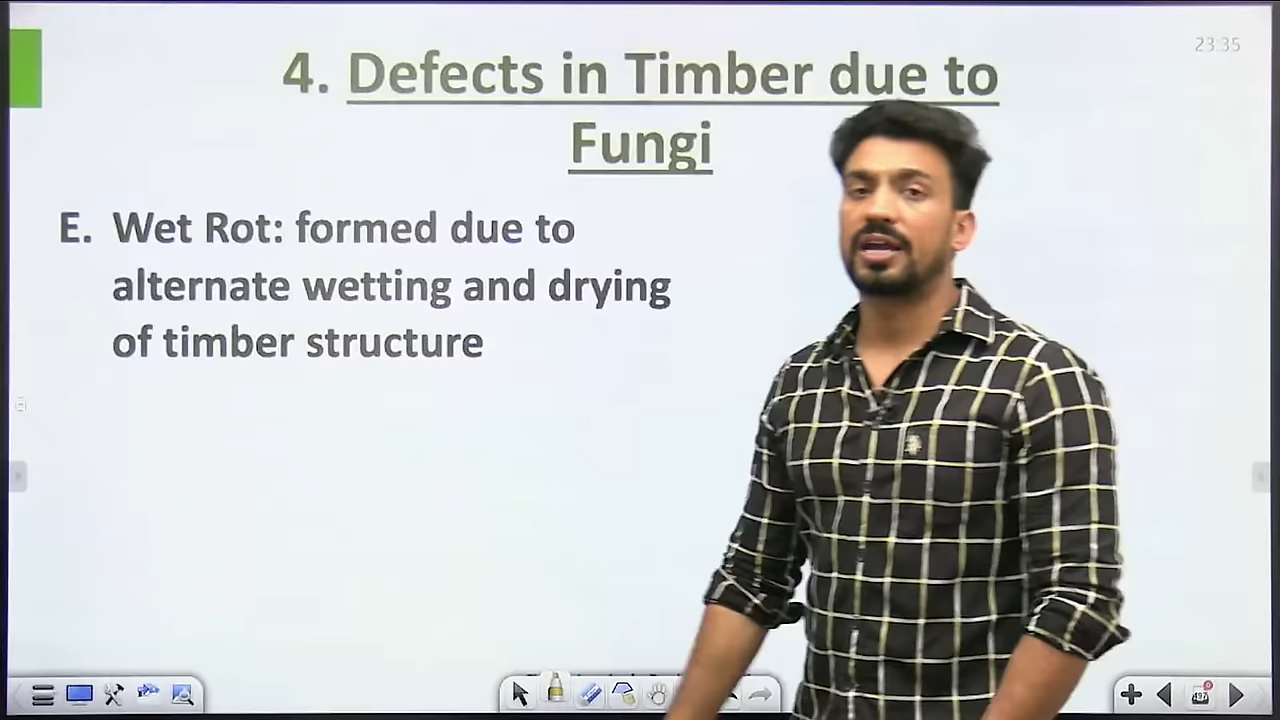 23:35
4. Defects in Timber due to
Fungi
E. Wet Rot: formed due to
alternate wetting and drying
of timber structure